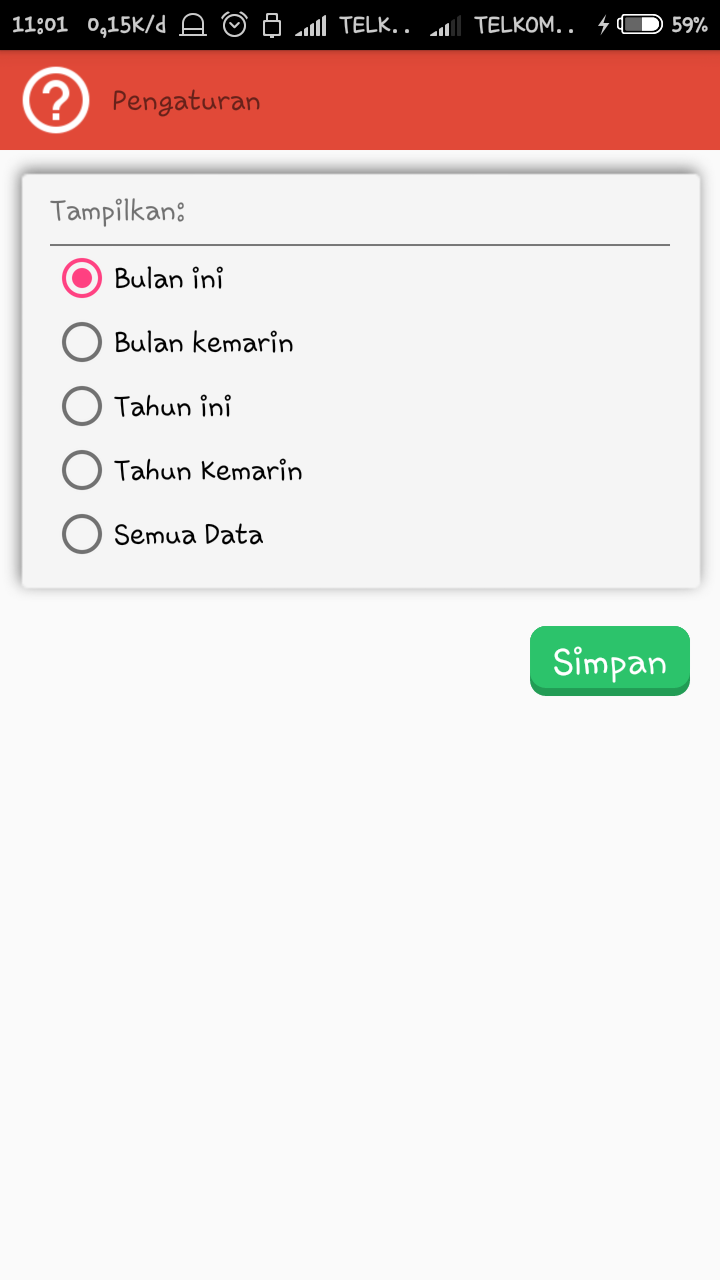 11:01 0,15K/d TELK.. TELKOM.. 59%
Pengaturan
Tampilkan:
Bulan ini
Bulan kemarin
Tahun ini
Tahun Kemarin
Semua Data
Simpan